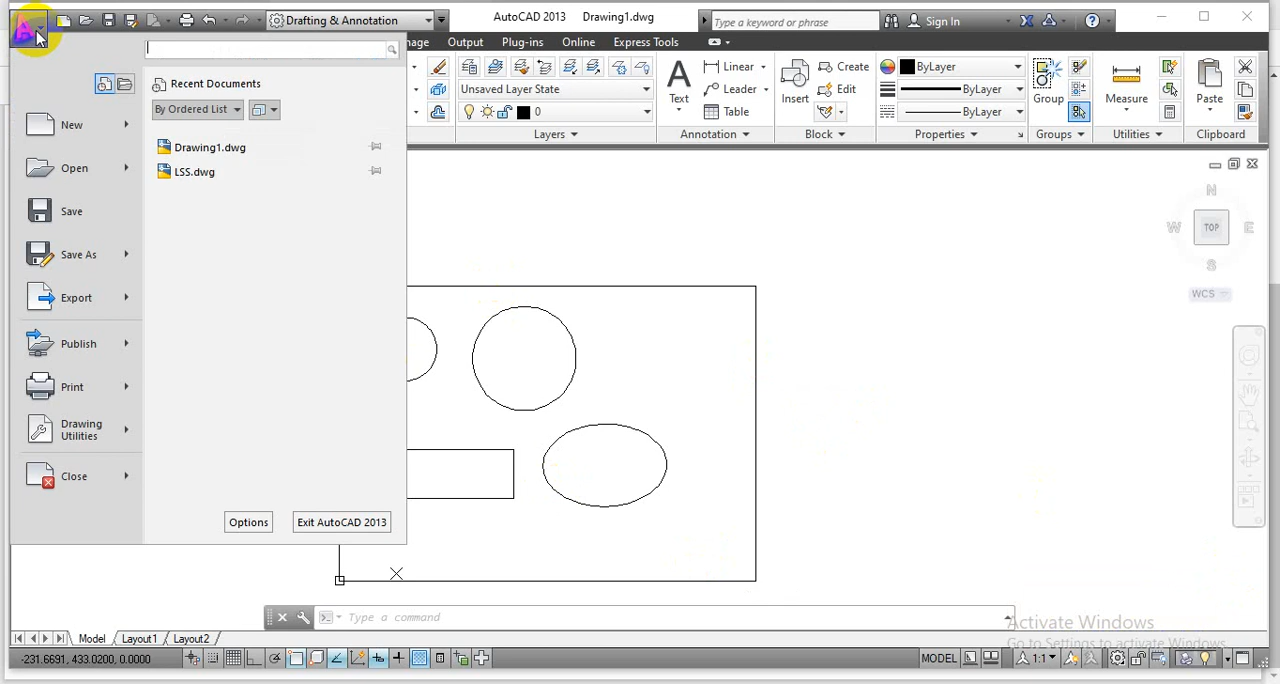 Drafting & Annotation
AutoCAD 2013 Drawing1.dwg
Type a keyword or phrase
Sign In
Output
Plug-ins
Online
Express Tools
Recent Documents
By Ordered List
Drawing1.dwg
LSS.dwg
New
Open
Save
Save As
Export
Publish
Print
Drawing
Utilities
Close
Options
Exit AutoCAD 2013
Unsaved Layer State
0
Layers
Text
Linear
Leader
Table
Annotation
Insert
Create
Edit
Block
ByLayer
ByLayer
ByLayer
Properties
Group
Groups
Measure
Utilities
Paste
Clipboard
N
W
TOP
E
S
WCS
Type a command
Activate Windows
Go to Settings to activate Windows.
Model
Layout1
Layout2
-231.6691, 433.0200, 0.0000
MODEL
1:1